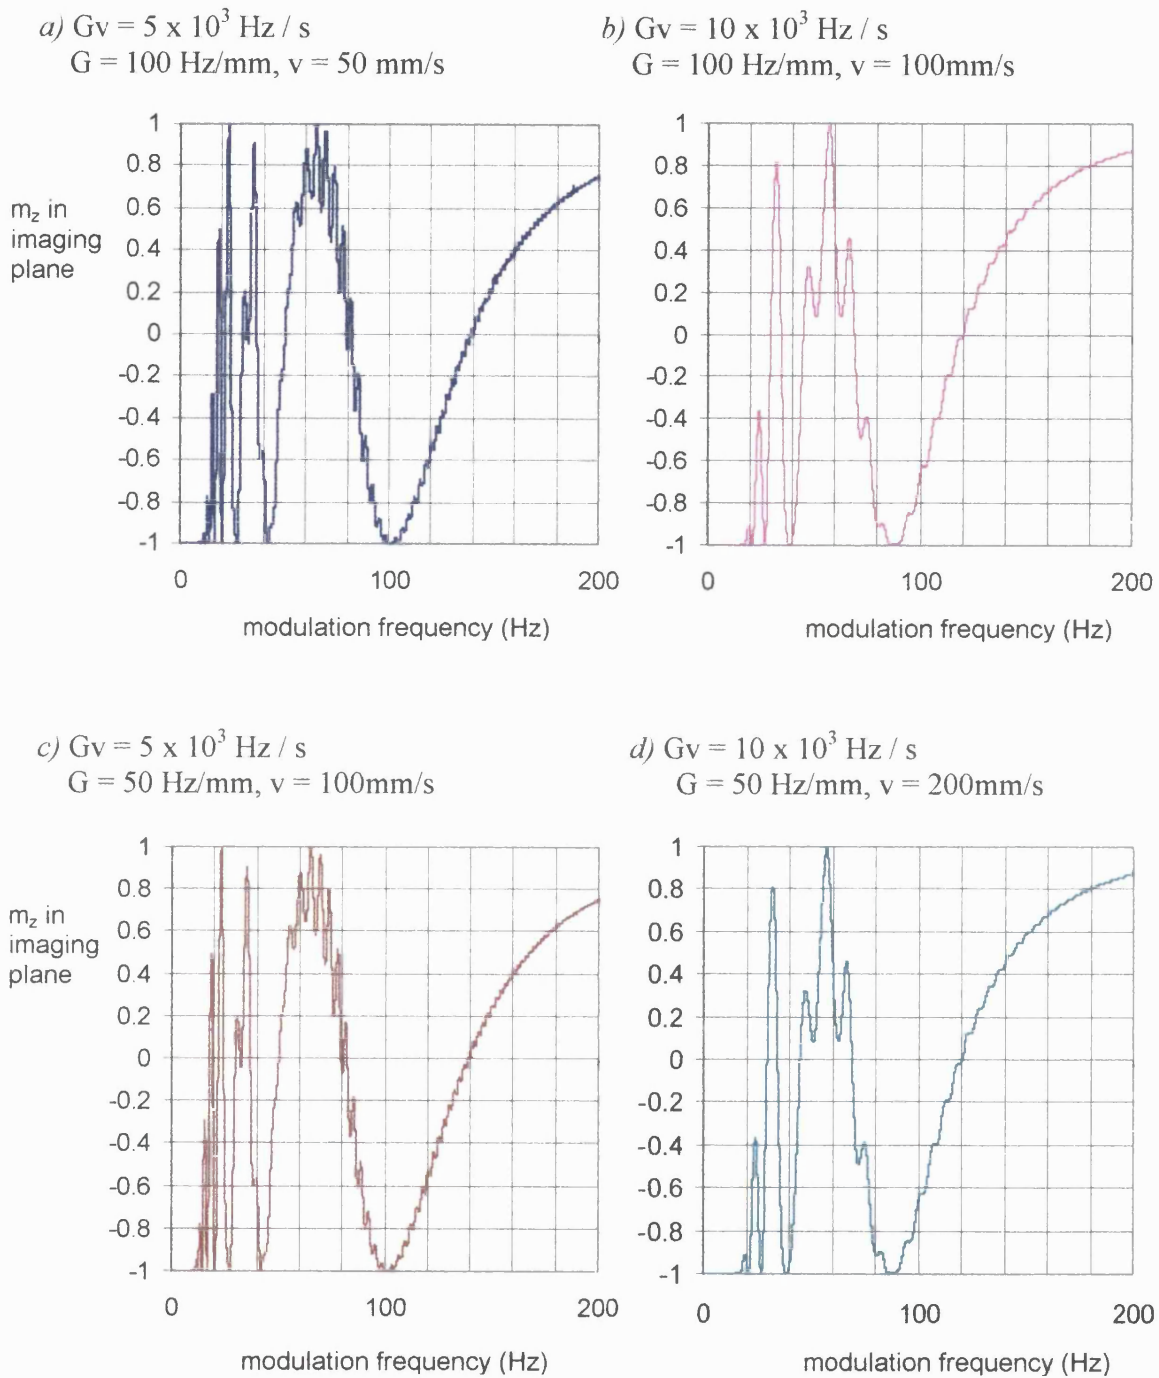 a) Gv = 5 x 10³ Hz / s
G = 100 Hz/mm, v = 50 mm/s
1
0.8
0.6
0.4
0.2
0
-0.2
-0.4
-0.6
-0.8
-1
m_z in
imaging
plane
0 100 200
modulation frequency (Hz)
b) Gv = 10 x 10³ Hz / s
G = 100 Hz/mm, v = 100mm/s
1
0.8
0.6
0.4
0.2
0
-0.2
-0.4
-0.6
-0.8
-1
0 100 200
modulation frequency (Hz)
c) Gv = 5 x 10³ Hz / s
G = 50 Hz/mm, v = 100mm/s
1
0.8
0.6
0.4
0.2
0
-0.2
-0.4
-0.6
-0.8
-1
m_z in
imaging
plane
0 100 200
modulation frequency (Hz)
d) Gv = 10 x 10³ Hz / s
G = 50 Hz/mm, v = 200mm/s
1
0.8
0.6
0.4
0.2
0
-0.2
-0.4
-0.6
-0.8
-1
0 100 200
modulation frequency (Hz)